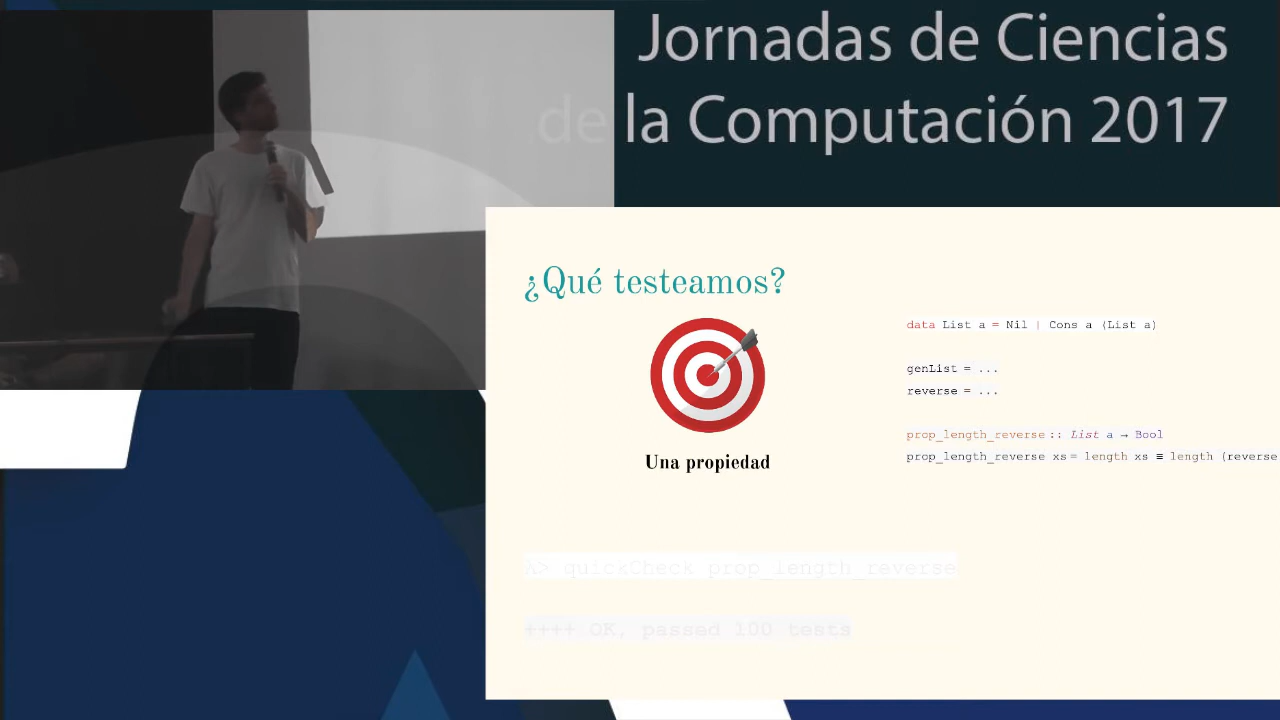 Jornadas de Ciencias
de la Computación 2017
¿Qué testeamos?
Una propiedad
data List a = Nil | Cons a (List a)
genList = ...
reverse = ...
prop_length_reverse :: List a → Bool
prop_length_reverse xs = length xs ≡ length (reverse
λ> quickCheck prop_length_reverse
++++ OK, passed 100 tests